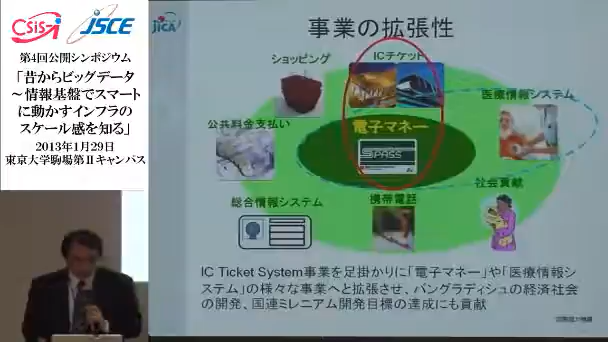 CSiS-i JSCE
第4回公開シンポジウム
「昔からビッグデータ
～情報基盤でスマート
に動かすインフラの
スケール感を知る」
2013年1月29日
東京大学駒場第Ⅱキャンパス
JICA
事業の拡張性
ショッピング
ICチケット
医療情報システム
公共料金支払い
電子マネー
SPASS
社会貢献
総合情報システム
携帯電話
IC Ticket System事業を足掛かりに「電子マネー」や「医療情報シ
ステム」の様々な事業へと拡張させ、バングラディシュの経済社会
の開発、国連ミレニアム開発目標の達成にも貢献